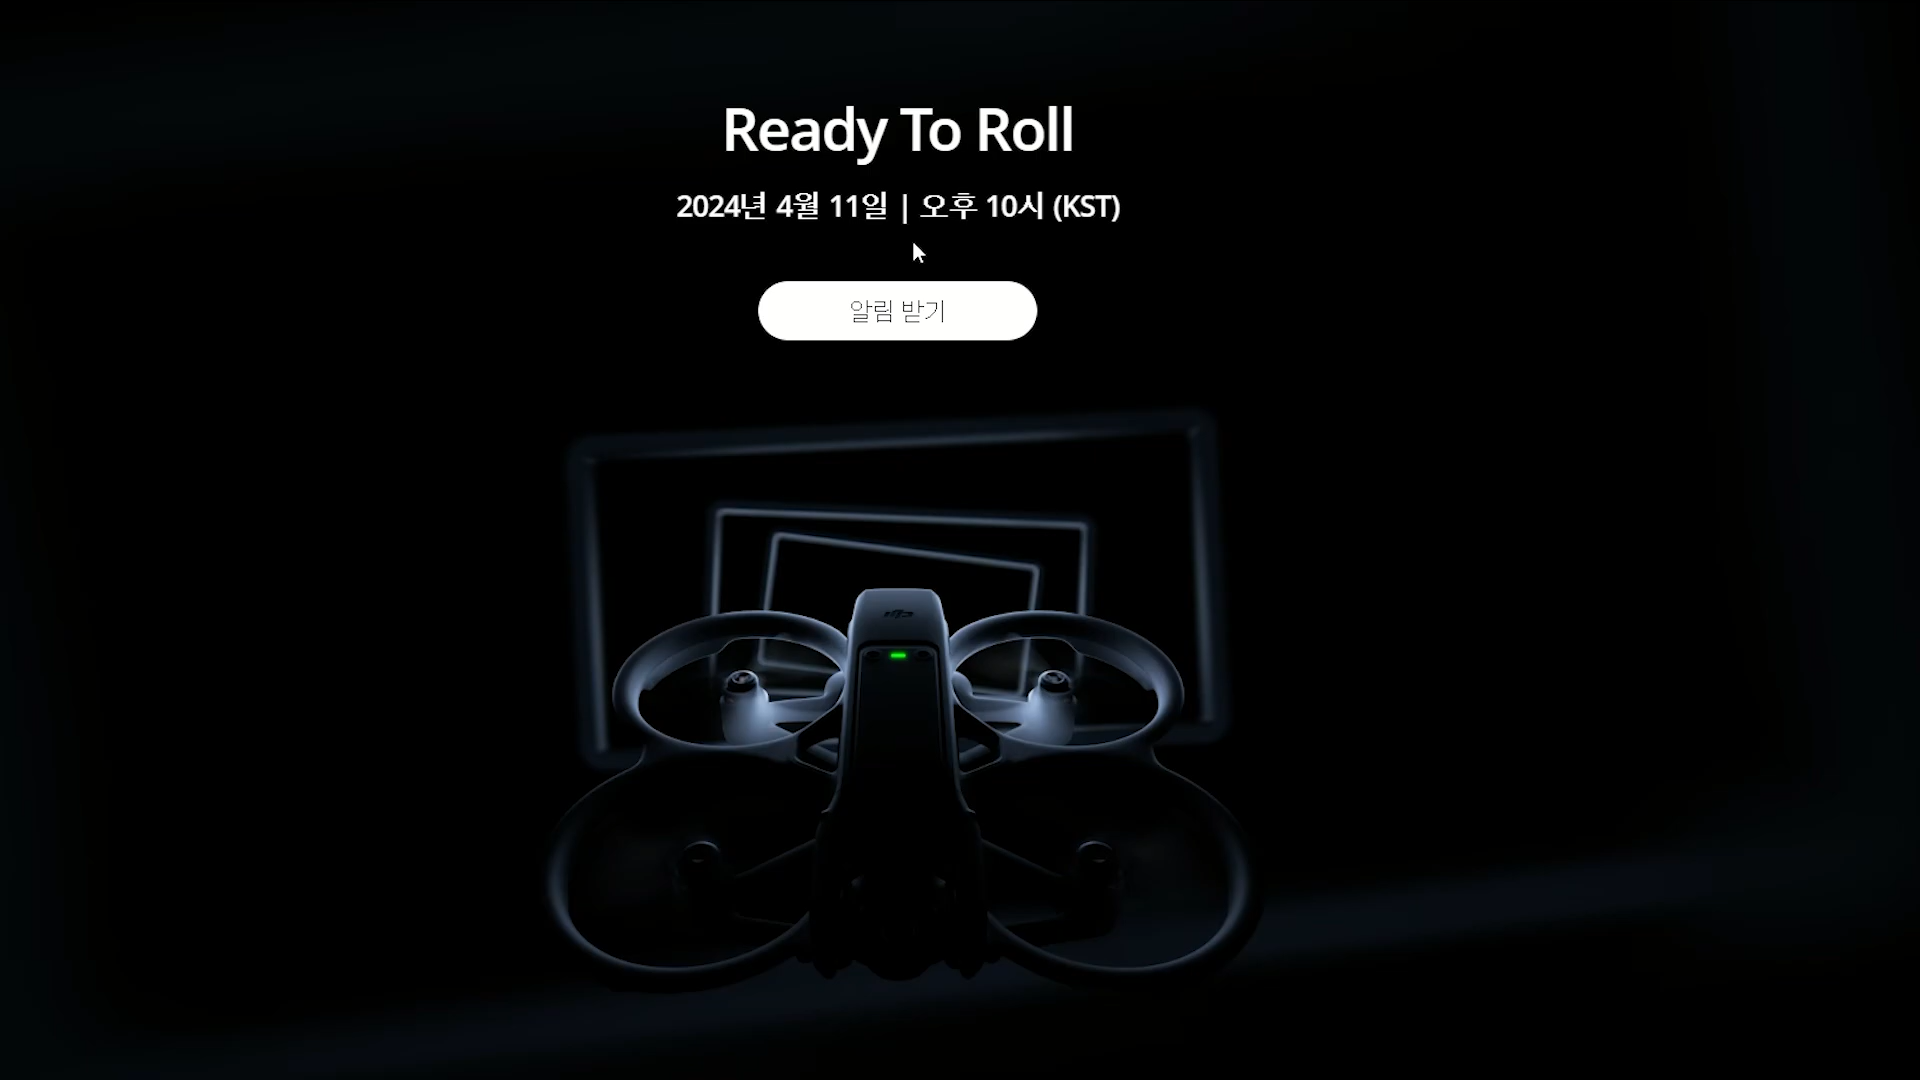 Ready To Roll
2024년 4월 11일 | 오후 10시 (KST)
알림 받기
dji